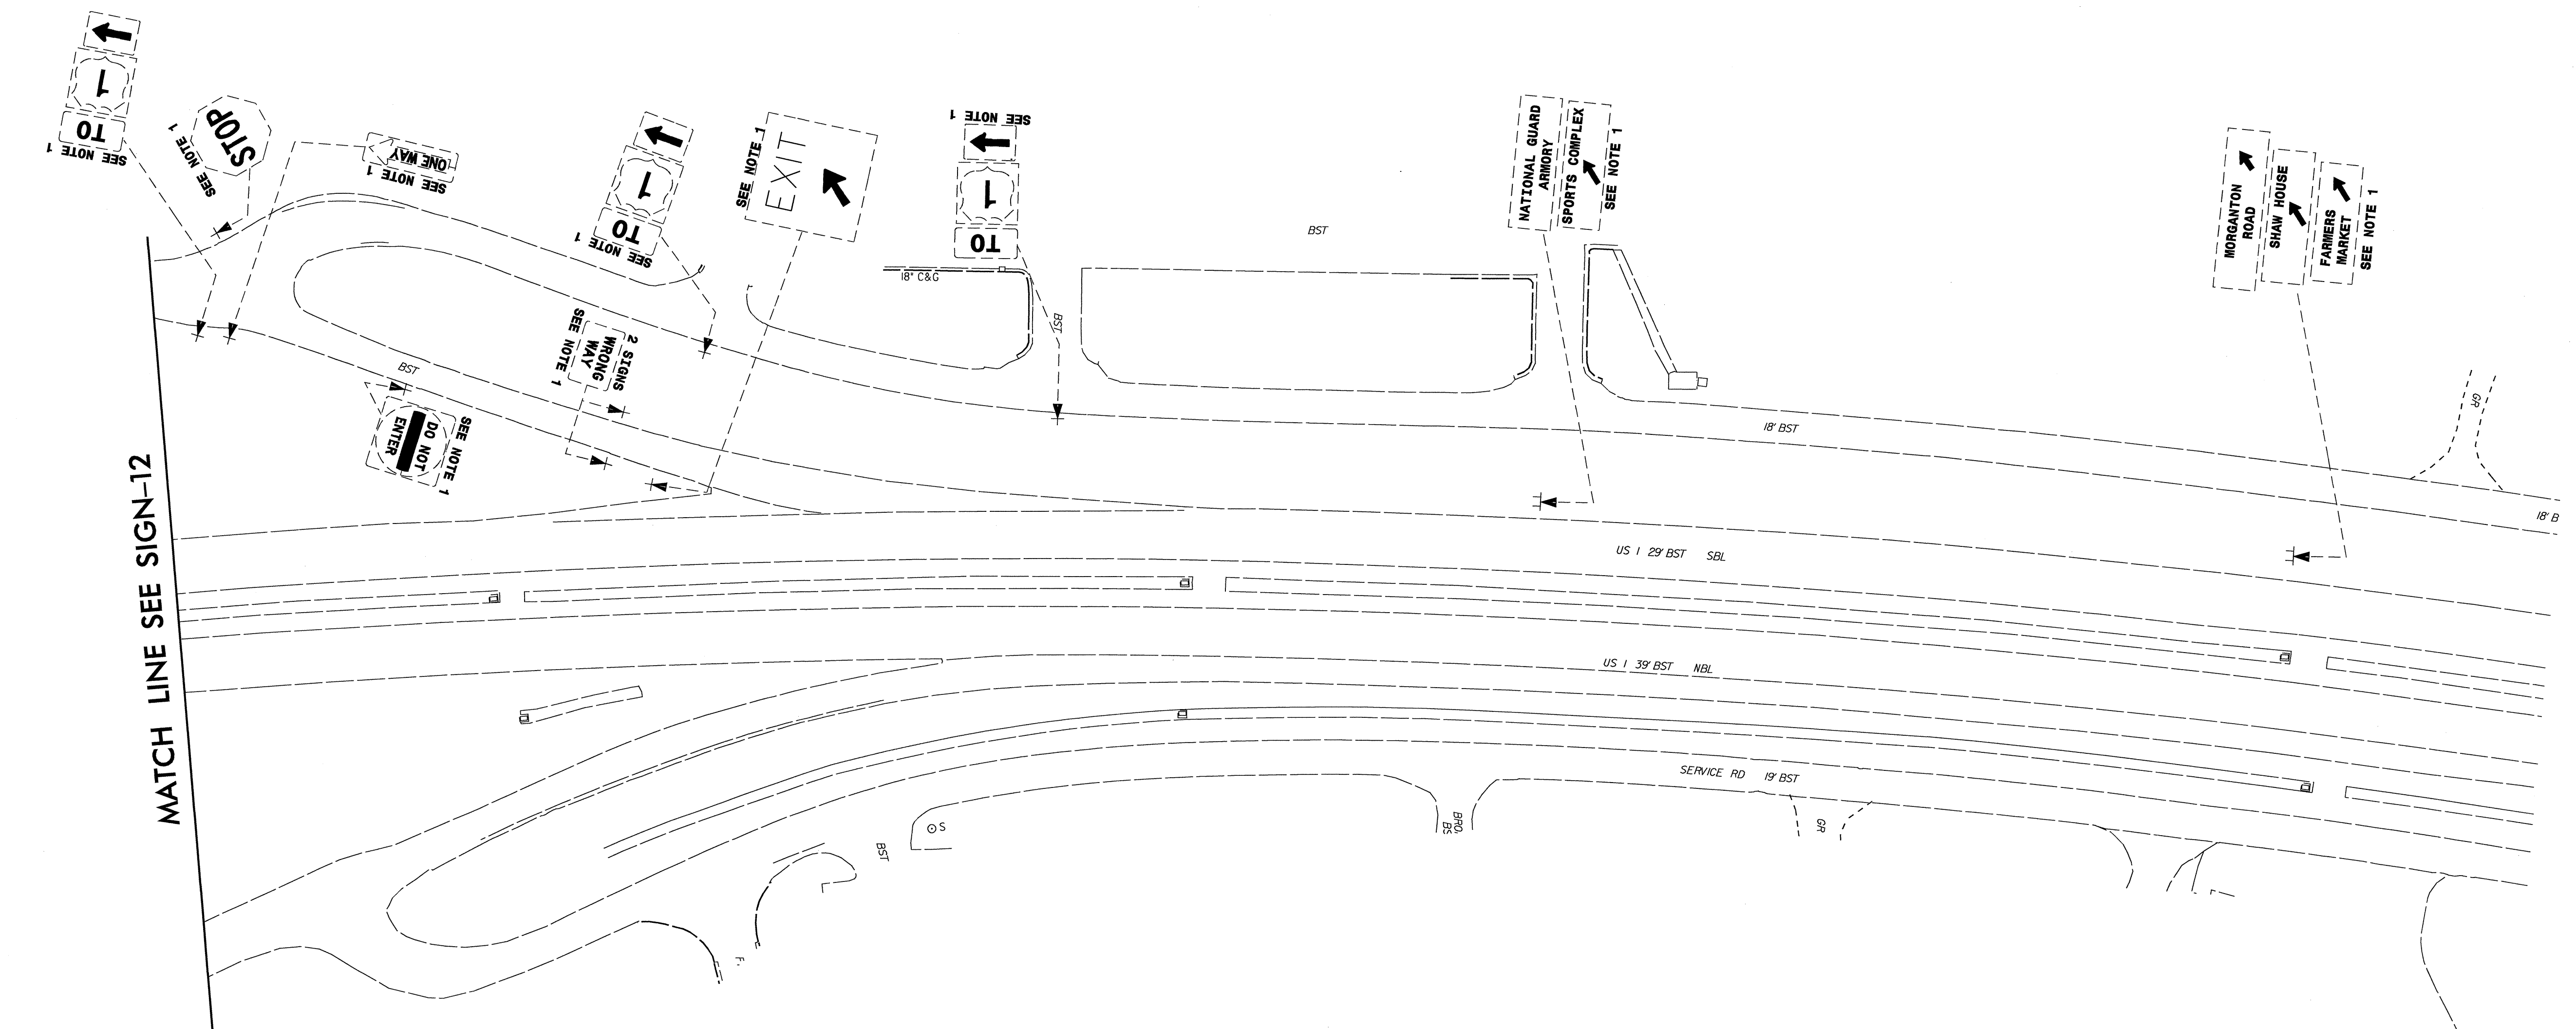 1
TO
SEE NOTE 1
STOP
SEE NOTE 1
ONE WAY
SEE NOTE 1
1
TO
SEE NOTE 1
SEE NOTE 1
EXIT
SEE NOTE 1
1
TO
NATIONAL GUARD
ARMORY
SPORTS COMPLEX
SEE NOTE 1
MORGANTON
ROAD
SHAW HOUSE
FARMERS
MARKET
SEE NOTE 1
BST
18" C&G
BST
2 SIGNS
WRONG
WAY
SEE NOTE 1
BST
DO NOT
ENTER
SEE NOTE 1
18' BST
GR
18' B
MATCH LINE SEE SIGN-12
US 1 29' BST SBL
US 1 39' BST NBL
SERVICE RD 19' BST
S
BST
BRO.
BS
GR
F.